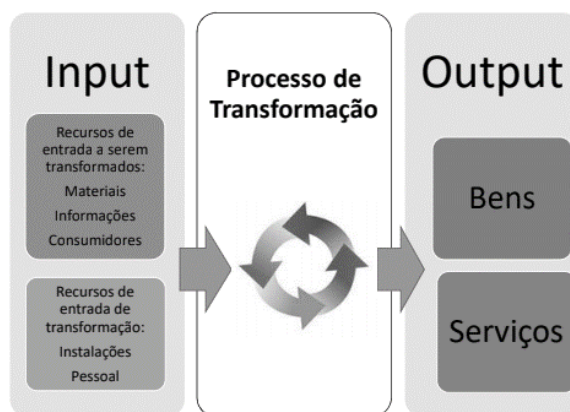 Input
Recursos de
entrada a serem
transformados:
Materiais
Informações
Consumidores
Recursos de
entrada de
transformação:
Instalações
Pessoal
Processo de
Transformação
Output
Bens
Serviços